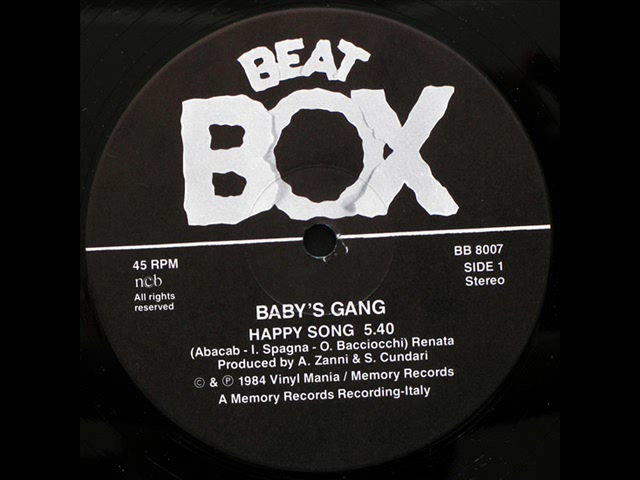 BEAT
BOX
45 RPM
ncb
All rights
reserved
BB 8007
SIDE 1
Stereo
BABY'S GANG
HAPPY SONG 5.40
(Abacab - I. Spagna - O. Bacciocchi) Renata
Produced by A. Zanni & S. Cundari
© & ℗ 1984 Vinyl Mania / Memory Records
A Memory Records Recording-Italy